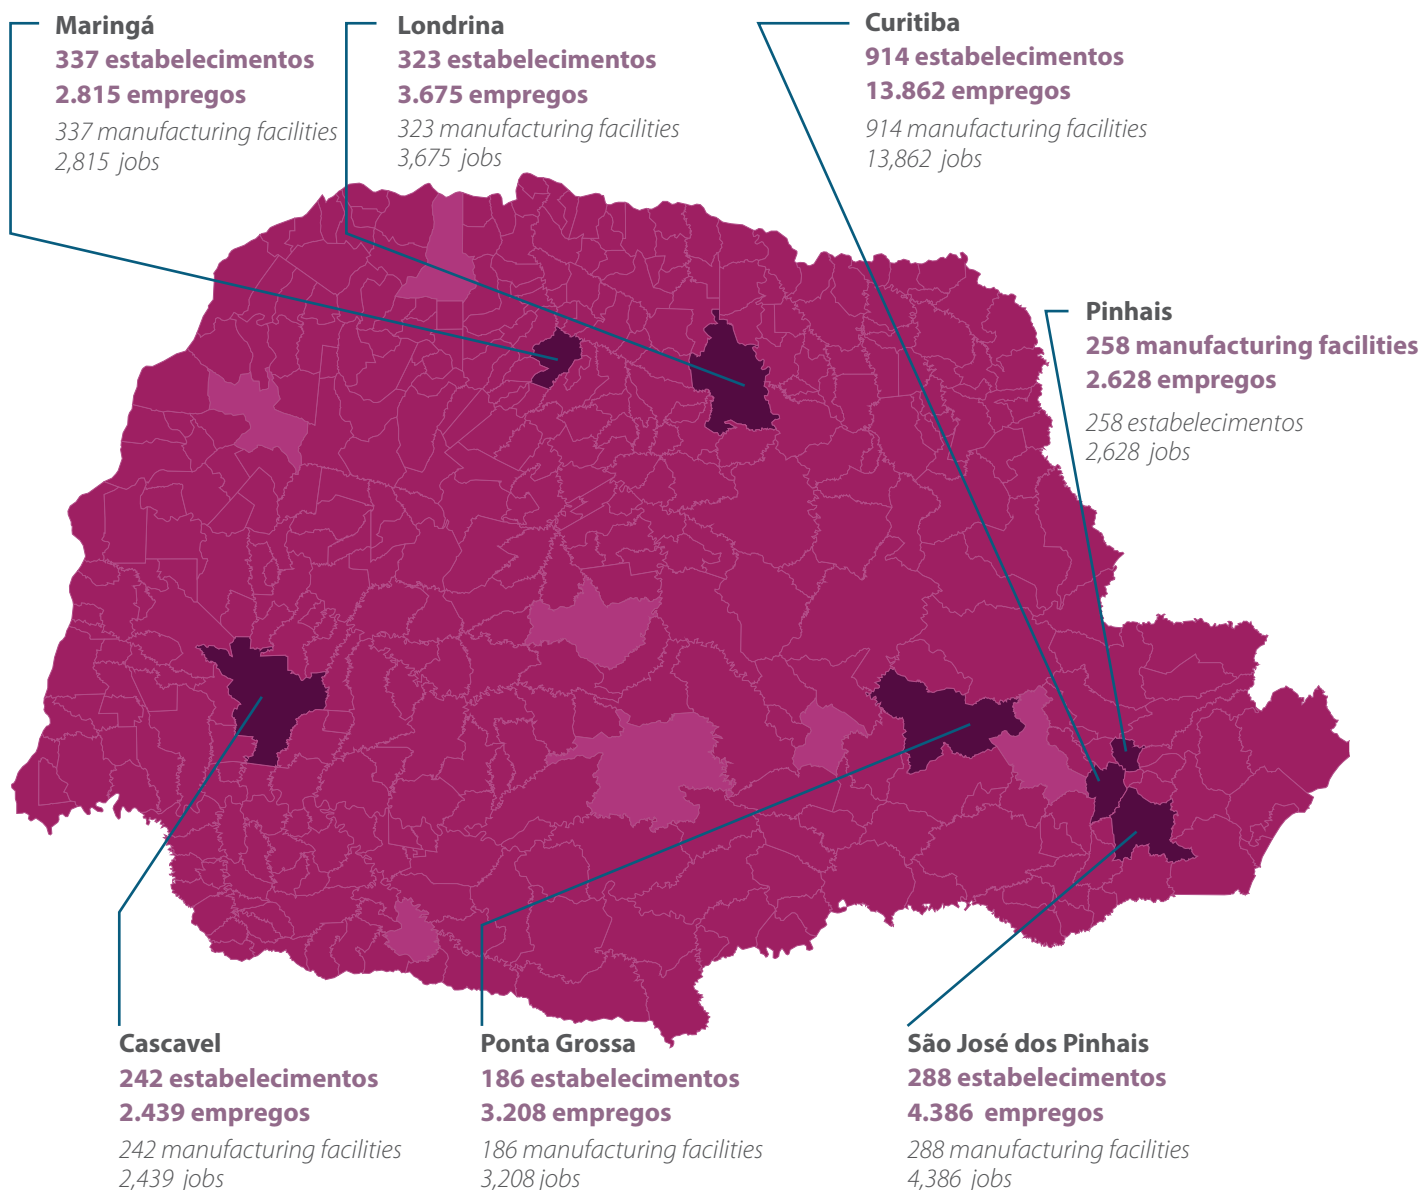 Maringá
337 estabelecimentos
2.815 empregos
337 manufacturing facilities
2,815 jobs
Londrina
323 estabelecimentos
3.675 empregos
323 manufacturing facilities
3,675 jobs
Curitiba
914 estabelecimentos
13.862 empregos
914 manufacturing facilities
13,862 jobs
Pinhais
258 manufacturing facilities
2.628 empregos
258 estabelecimentos
2,628 jobs
Cascavel
242 estabelecimentos
2.439 empregos
242 manufacturing facilities
2,439 jobs
Ponta Grossa
186 estabelecimentos
3.208 empregos
186 manufacturing facilities
3,208 jobs
São José dos Pinhais
288 estabelecimentos
4.386 empregos
288 manufacturing facilities
4,386 jobs